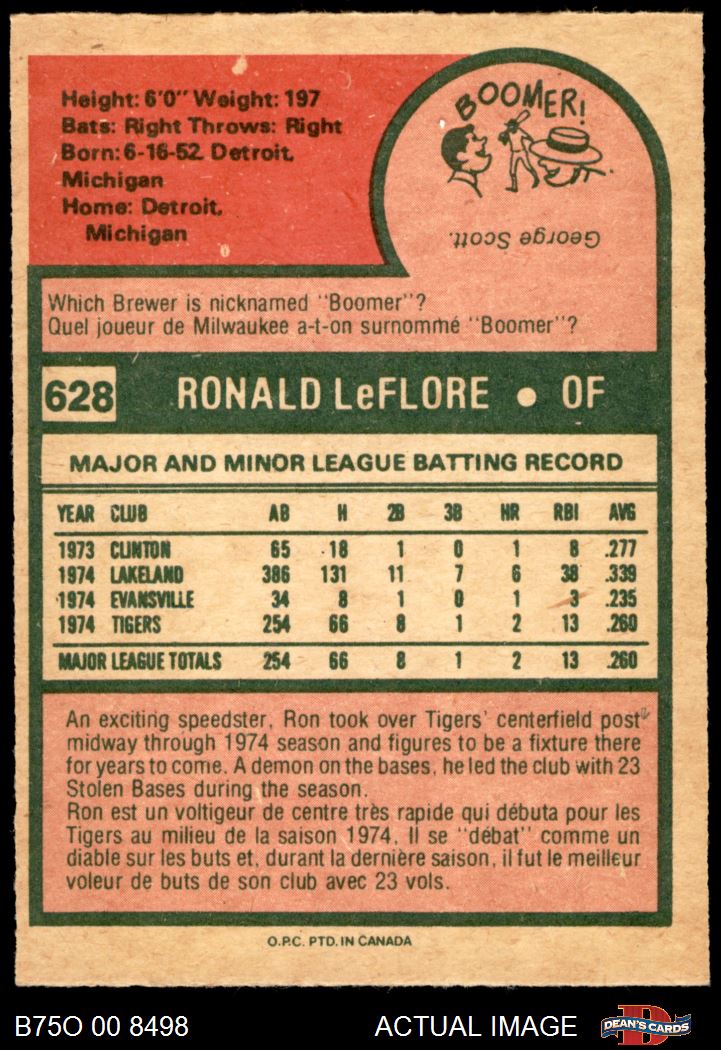 Height: 6'0" Weight: 197
Bats: Right Throws: Right
Born: 6-16-52 Detroit,
Michigan
Home: Detroit,
Michigan
BOOMER!
George Scott.
Which Brewer is nicknamed "Boomer"?
Quel joueur de Milwaukee a-t-on surnommé "Boomer"?
628 RONALD LeFLORE • OF
MAJOR AND MINOR LEAGUE BATTING RECORD
YEAR CLUB AB H 2B 3B HR RBI AVG
1973 CLINTON 65 18 1 0 1 8 .277
1974 LAKELAND 386 131 11 7 6 38 .339
1974 EVANSVILLE 34 8 1 0 1 3 .235
1974 TIGERS 254 66 8 1 2 13 .260
MAJOR LEAGUE TOTALS 254 66 8 1 2 13 .260
An exciting speedster, Ron took over Tigers' centerfield post
midway through 1974 season and figures to be a fixture there
for years to come. A demon on the bases, he led the club with 23
Stolen Bases during the season.
Ron est un voltigeur de centre très rapide qui débuta pour les
Tigers au milieu de la saison 1974. Il se "débat" comme un
diable sur les buts et, durant la dernière saison, il fut le meilleur
voleur de buts de son club avec 23 vols.
O.P.C. PTD. IN CANADA
B75O 00 8498 ACTUAL IMAGE DEAN'S CARDS